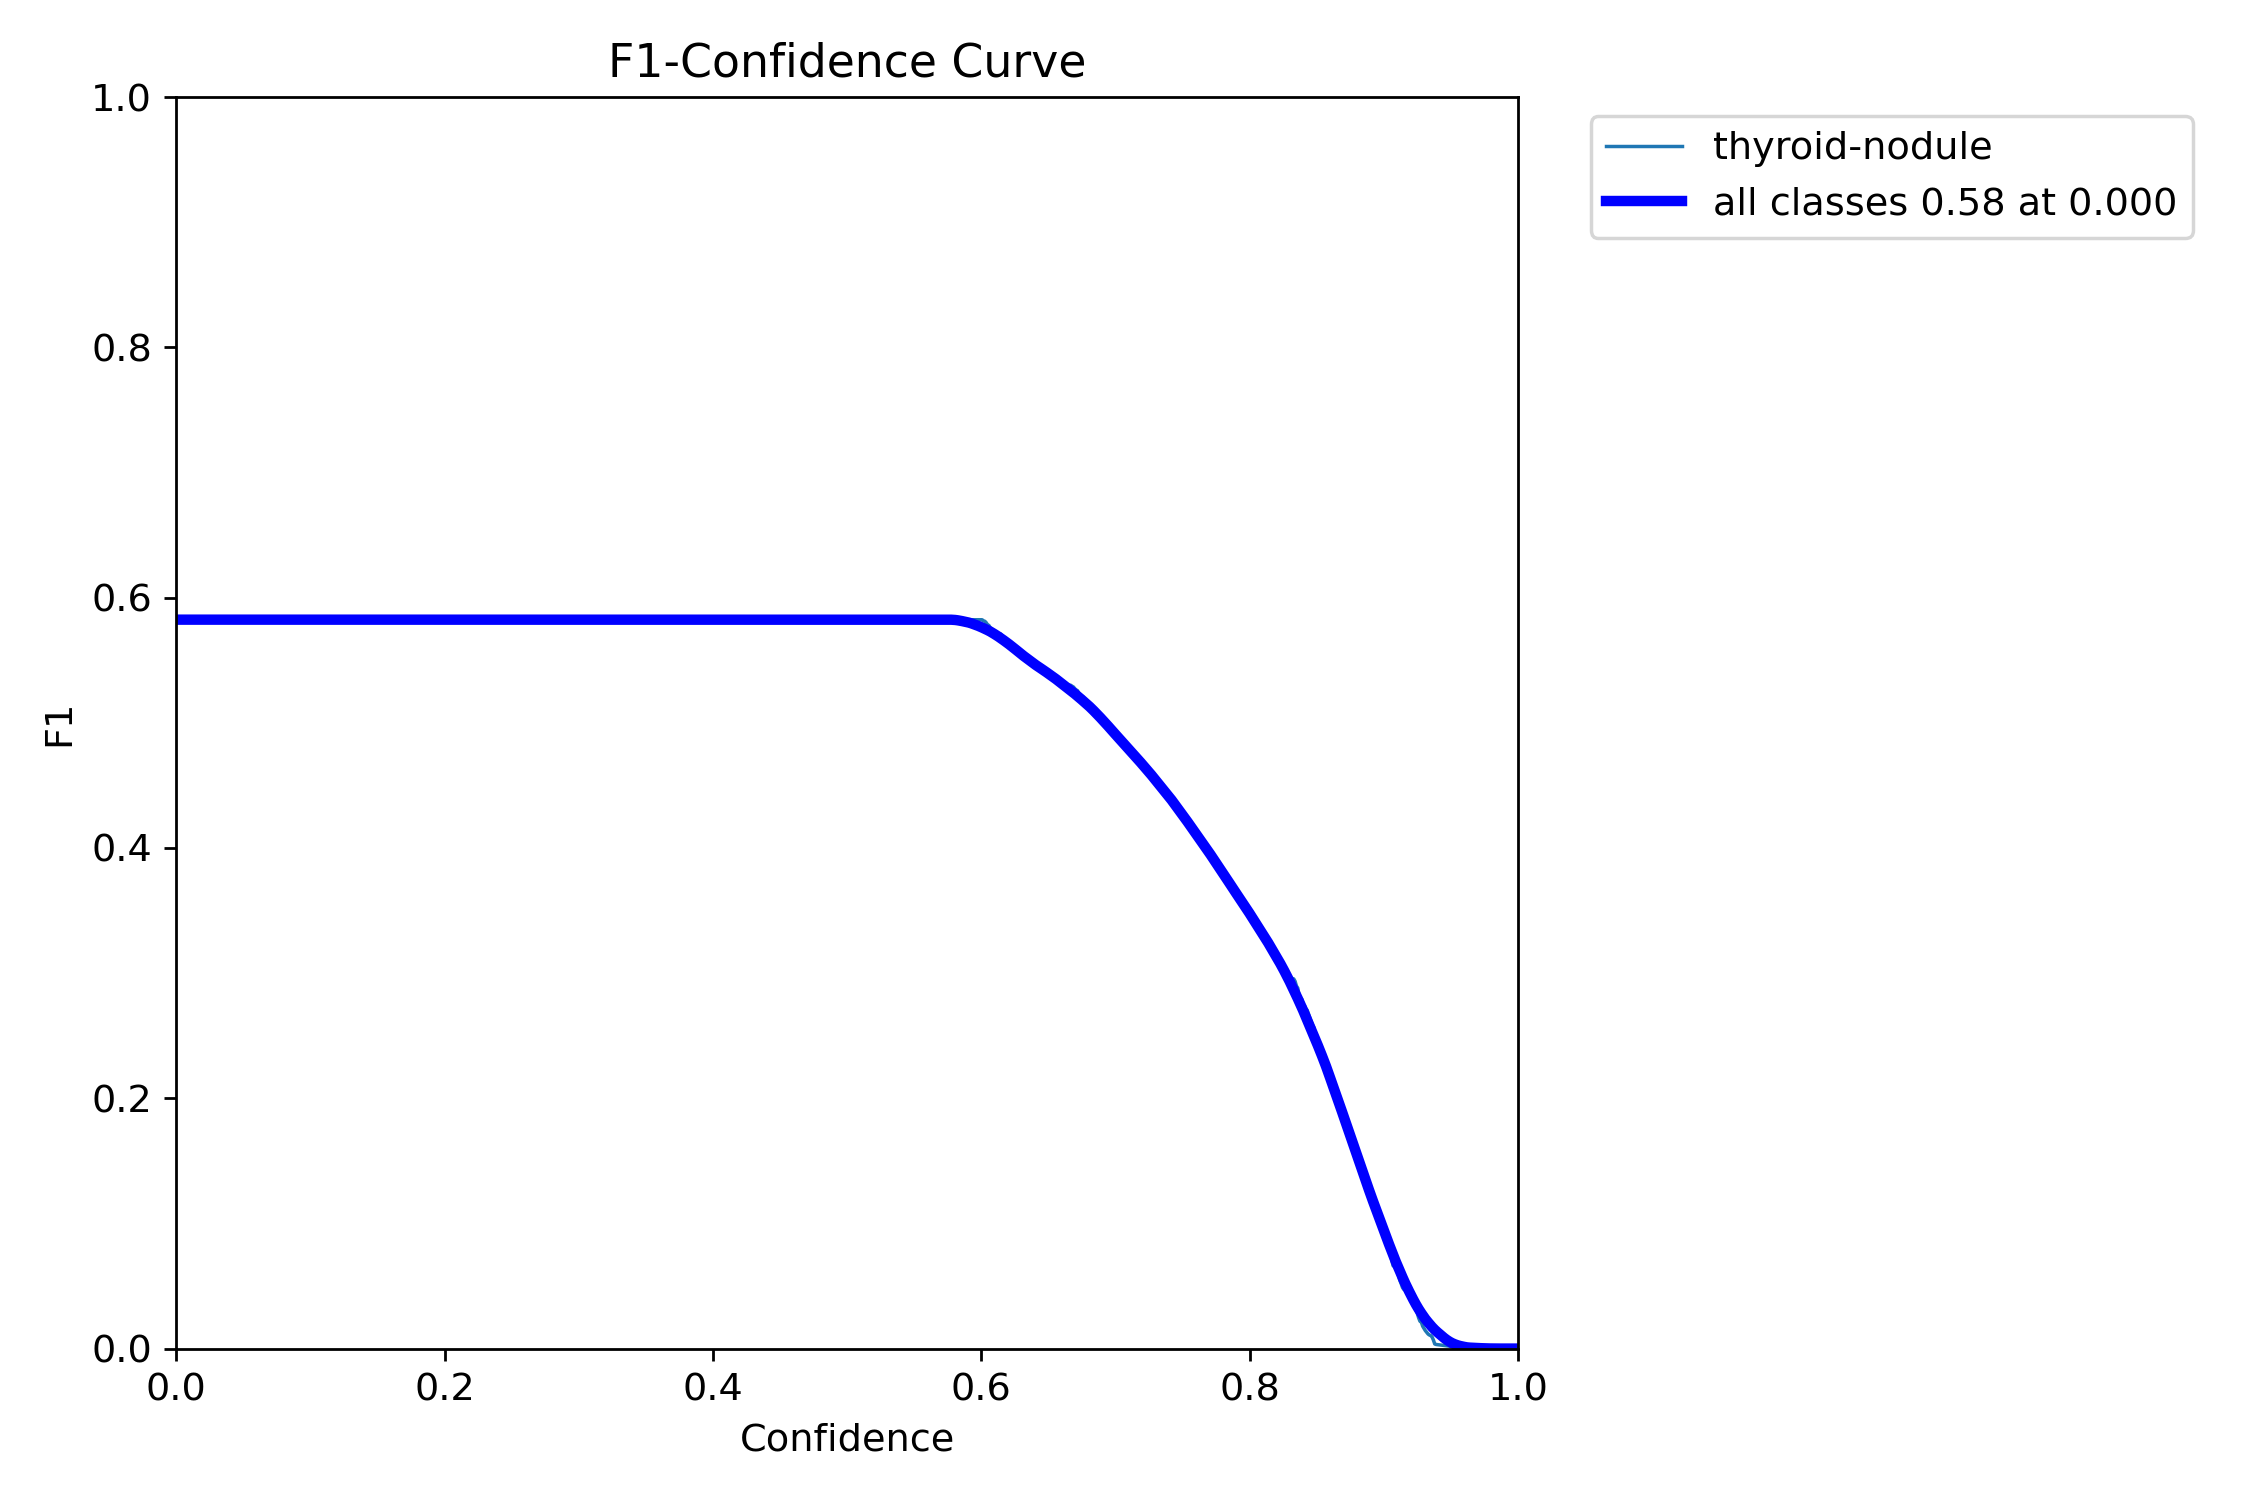 F1-Confidence Curve
thyroid-nodule
all classes 0.58 at 0.000
1.0
0.8
0.6
0.4
0.2
0.0
F1
0.0 0.2 0.4 0.6 0.8 1.0
Confidence